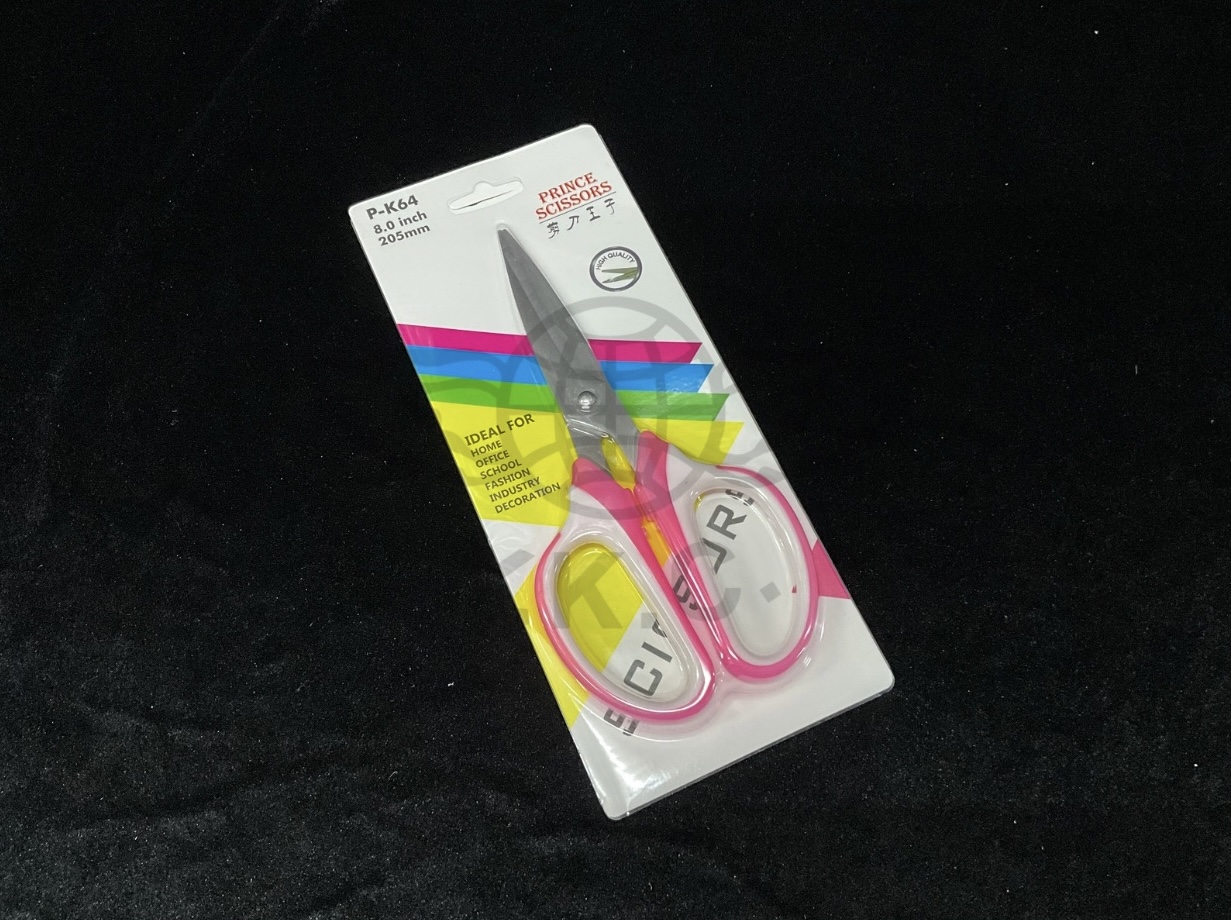 P-K64
8.0 inch
205mm
PRINCE
SCISSORS
剪刀王子
HIGH QUALITY
IDEAL FOR
HOME
OFFICE
SCHOOL
FASHION
INDUSTRY
DECORATION